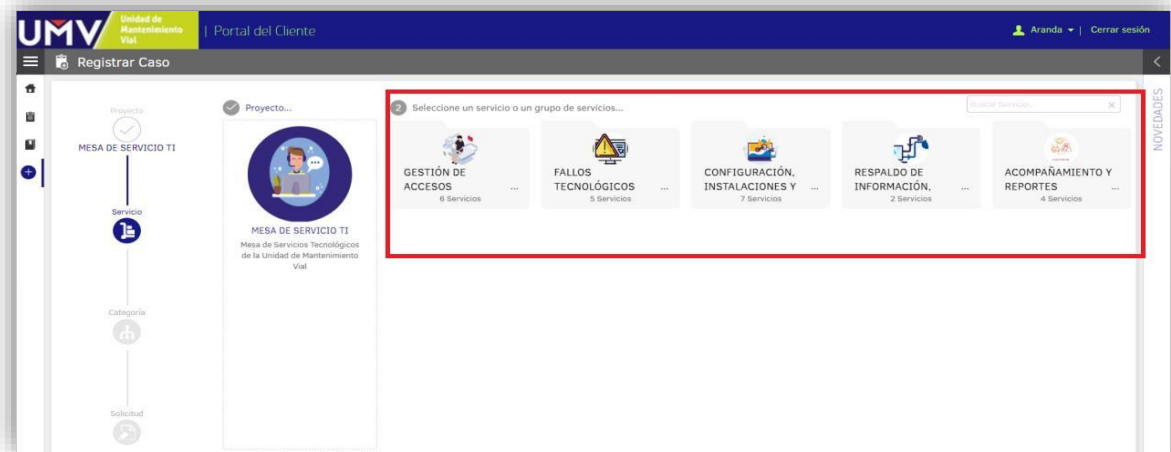 UMV Unidad de
Mantenimiento
Vial
| Portal del Cliente
Aranda | Cerrar sesión
Registrar Caso
NOVEDADES
Proyecto
MESA DE SERVICIO TI
Servicio
Categoría
Solicitud
Proyecto...
MESA DE SERVICIO TI
Mesa de Servicios Tecnológicos
de la Unidad de Mantenimiento
Vial
2 Seleccione un servicio o un grupo de servicios...
Buscar Servicio...
GESTIÓN DE
ACCESOS ...
6 Servicios
FALLOS
TECNOLÓGICOS ...
5 Servicios
CONFIGURACIÓN,
INSTALACIONES Y ...
7 Servicios
RESPALDO DE
INFORMACIÓN, ...
2 Servicios
ACOMPAÑAMIENTO Y
REPORTES ...
4 Servicios